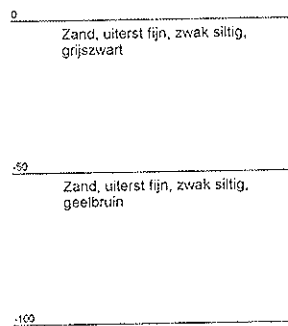 0
Zand, uiterst fijn, zwak siltig,
grijszwart
-50
Zand, uiterst fijn, zwak siltig,
geelbruin
-100